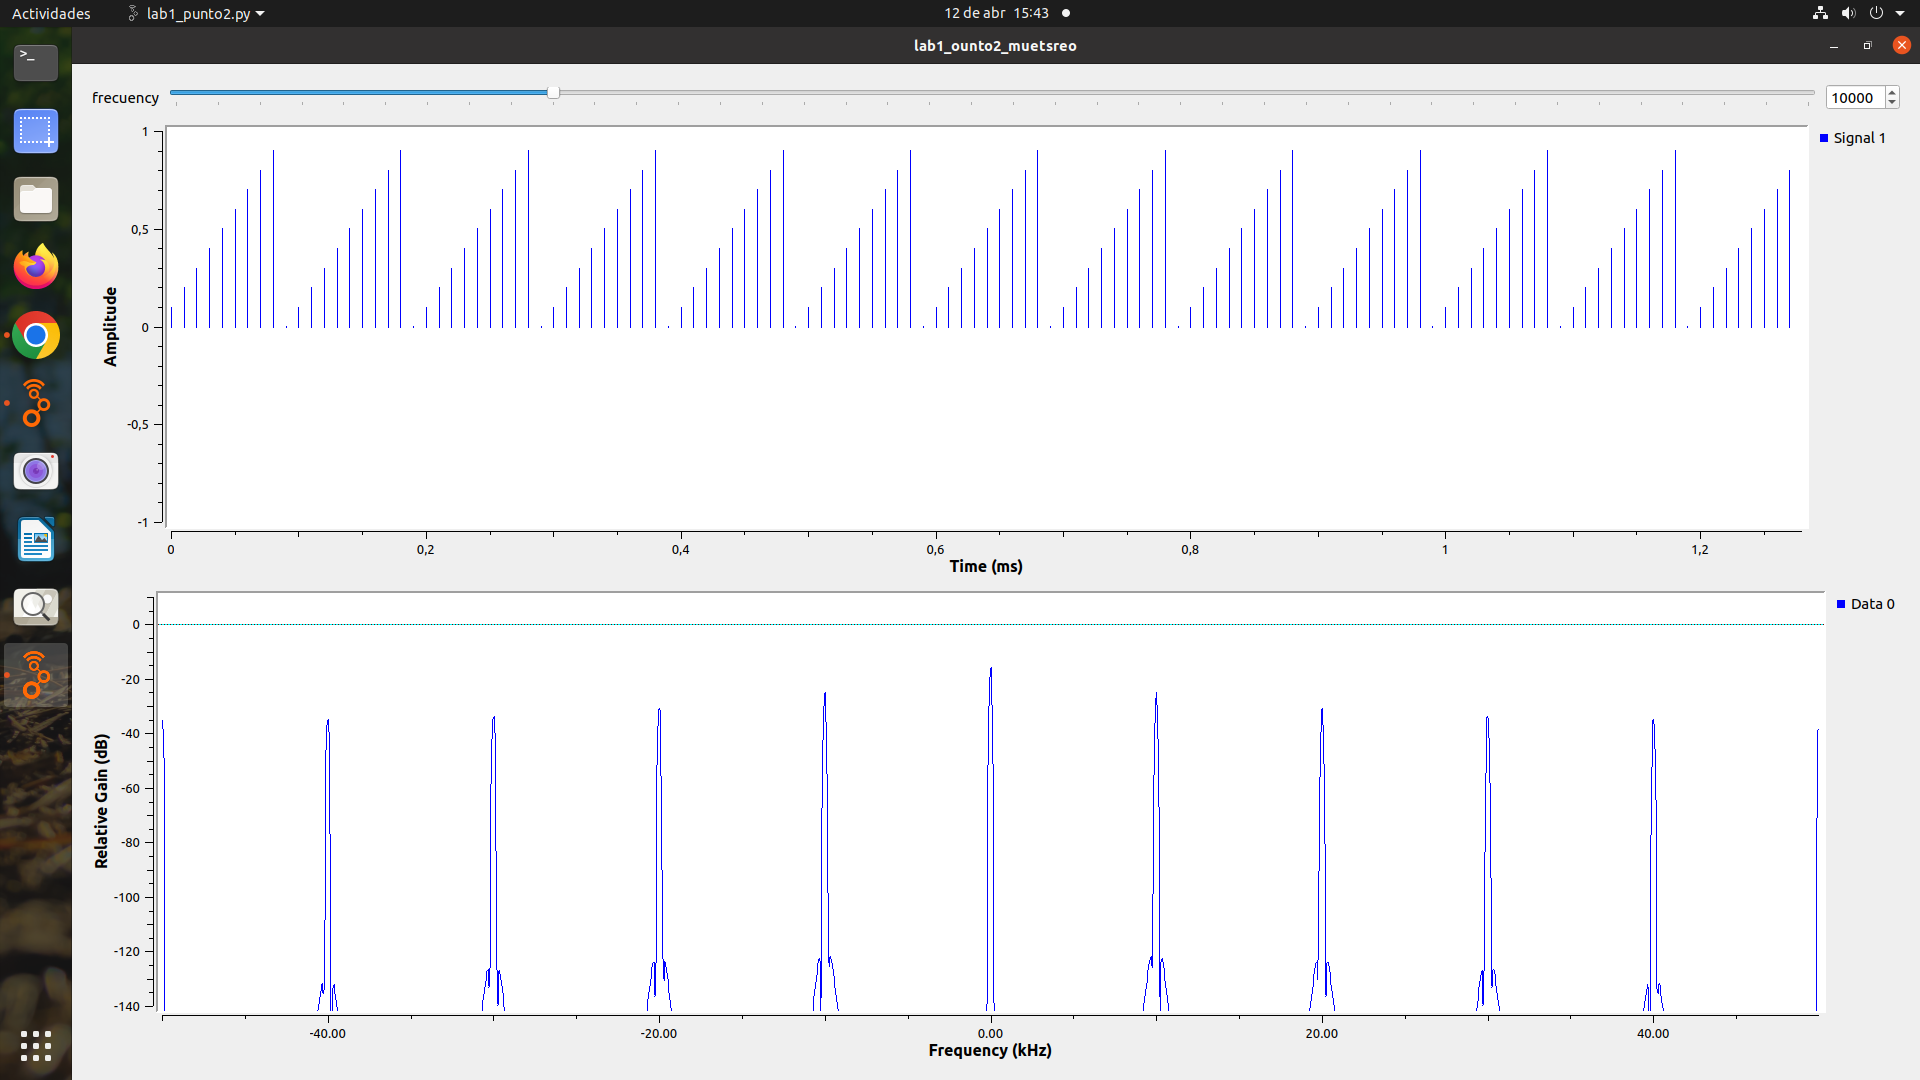 Actividades
lab1_punto2.py
12 de abr 15:43
lab1_ounto2_muetsreo
frecuency
10000
Signal 1
Amplitude
1
0,5
0
-0,5
-1
0 0,2 0,4 0,6 0,8 1 1,2
Time (ms)
Data 0
Relative Gain (dB)
0
-20
-40
-60
-80
-100
-120
-140
-40.00 -20.00 0.00 20.00 40.00
Frequency (kHz)